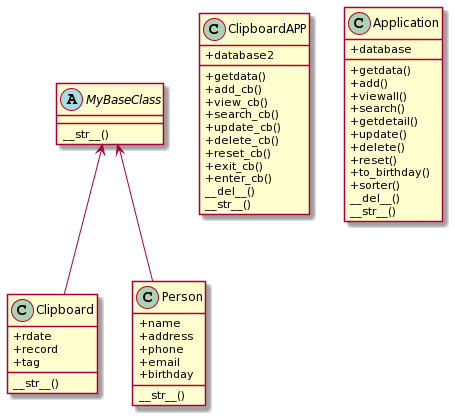 A MyBaseClass
__str__()
C ClipboardAPP
+database2
+getdata()
+add_cb()
+view_cb()
+search_cb()
+update_cb()
+delete_cb()
+reset_cb()
+exit_cb()
+enter_cb()
__del__()
__str__()
C Application
+database
+getdata()
+add()
+viewall()
+search()
+getdetail()
+update()
+delete()
+reset()
+to_birthday()
+sorter()
__del__()
__str__()
C Clipboard
+rdate
+record
+tag
__str__()
C Person
+name
+address
+phone
+email
+birthday
__str__()